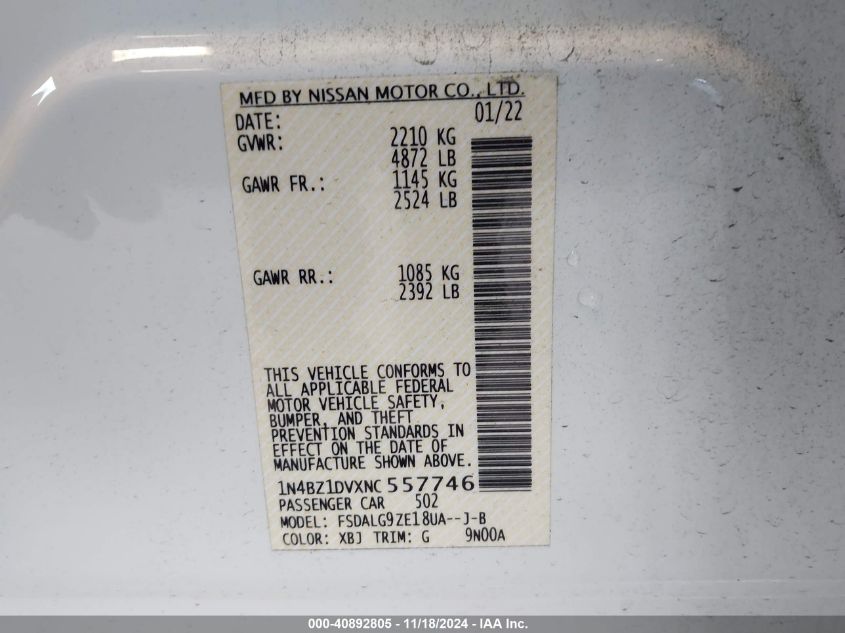 MFD BY NISSAN MOTOR CO., LTD.
DATE: 01/22
GVWR: 2210 KG
4872 LB
GAWR FR.: 1145 KG
2524 LB
GAWR RR.: 1085 KG
2392 LB
THIS VEHICLE CONFORMS TO
ALL APPLICABLE FEDERAL
MOTOR VEHICLE SAFETY,
BUMPER, AND THEFT
PREVENTION STANDARDS IN
EFFECT ON THE DATE OF
MANUFACTURE SHOWN ABOVE.
1N4BZ1DVXNC 557746
PASSENGER CAR 502
MODEL: FSDALG9ZE18UA--J-B
COLOR: XBJ TRIM: G 9N00A
000-40892805 - 11/18/2024 - IAA Inc.